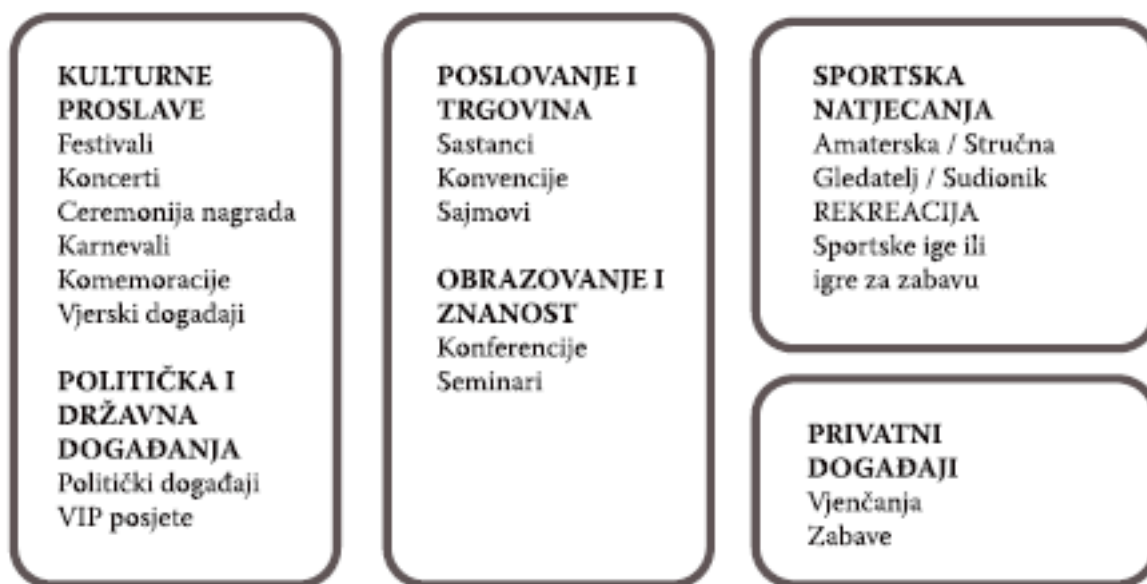 KULTURNE
PROSLAVE
Festivali
Koncerti
Ceremonija nagrada
Karnevali
Komemoracije
Vjerski događaji
POLITIČKA I
DRŽAVNA
DOGAĐANJA
Politički događaji
VIP posjete
POSLOVANJE I
TRGOVINA
Sastanci
Konvencije
Sajmovi
OBRAZOVANJE I
ZNANOST
Konferencije
Seminari
SPORTSKA
NATJECANJA
Amaterska / Stručna
Gledatelj / Sudionik
REKREACIJA
Sportske ige ili
igre za zabavu
PRIVATNI
DOGAĐAJI
Vjenčanja
Zabave